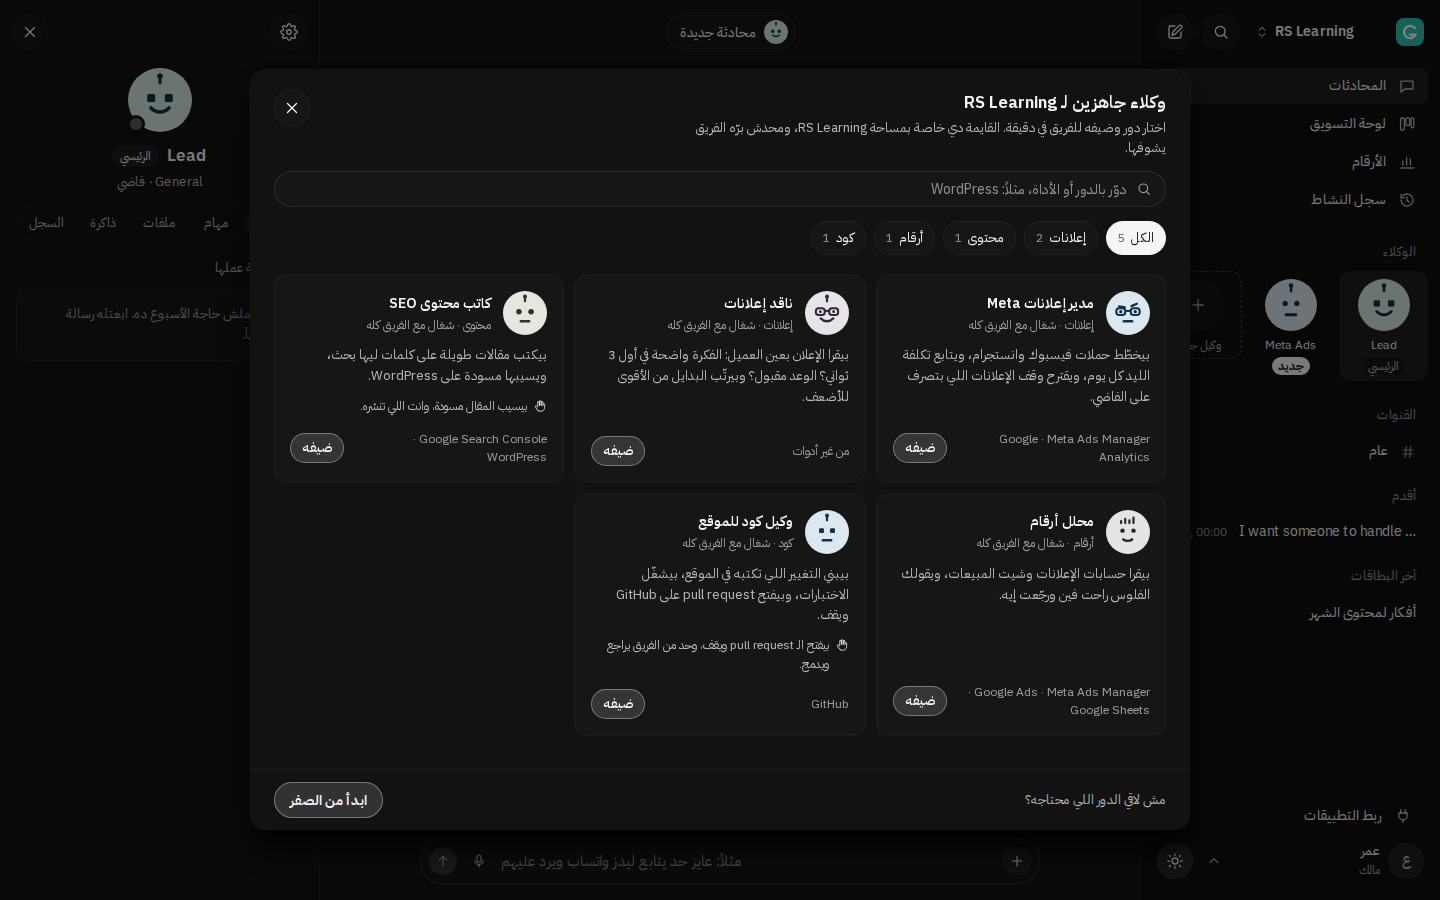 RS Learning
محادثة جديدة
المحادثات
لوحة التسويق
الأرقام
سجل النشاط
الوكلاء
Lead
الرئيسي
Meta Ads
جديد
القنوات
عام
أقدم
I want someone to handle ...
00:00
آخر البطاقات
أفكار لمحتوى الشهر
ربط التطبيقات
عمر
مالك
ع
وكلاء جاهزين لـ RS Learning
اختار دور وضيفه للفريق في دقيقة. القايمة دي خاصة بمساحة RS Learning، ومحدش برّه الفريق
يشوفها.
دوّر بالدور أو الأداة، مثلاً: WordPress
الكل 5
إعلانات 2
محتوى 1
أرقام 1
كود 1
مدير إعلانات Meta
إعلانات · شغال مع الفريق كله
بيخطّط حملات فيسبوك وانستجرام، ويتابع تكلفة
الليد كل يوم، ويقترح وقف الإعلانات اللي بتصرف
على الفاضي.
Google · Meta Ads Manager
Analytics
ضيفه
ناقد إعلانات
إعلانات · شغال مع الفريق كله
بيقرا الإعلان بعين العميل: الفكرة واضحة في أول 3
ثواني؟ الوعد مقبول؟ وبيرتّب البدايل من الأقوى
للأضعف.
من غير أدوات
ضيفه
كاتب محتوى SEO
محتوى · شغال مع الفريق كله
بيكتب مقالات طويلة على كلمات ليها بحث،
ويسيبها مسودة على WordPress.
بيسيب المقال مسودة، وانت اللي تنشره.
· Google Search Console
WordPress
ضيفه
محلل أرقام
أرقام · شغال مع الفريق كله
بيقرا حسابات الإعلانات وشيت المبيعات، ويقولك
الفلوس راحت فين ورجّعت إيه.
· Google Ads · Meta Ads Manager
Google Sheets
ضيفه
وكيل كود للموقع
كود · شغال مع الفريق كله
بيبني التغيير اللي تكتبه في الموقع، بيشغّل
الاختبارات، وبيفتح pull request على GitHub
ويقف.
بيفتح الـ pull request ويقف، وحد من الفريق يراجع
ويدمج.
GitHub
ضيفه
مش لاقي الدور اللي محتاجه؟
ابدأ من الصفر
مثلاً: عايز حد يتابع ليدز واتساب ويرد عليهم
Lead
الرئيسي
General · فاضي
مهام
ملفات
ذاكرة
السجل